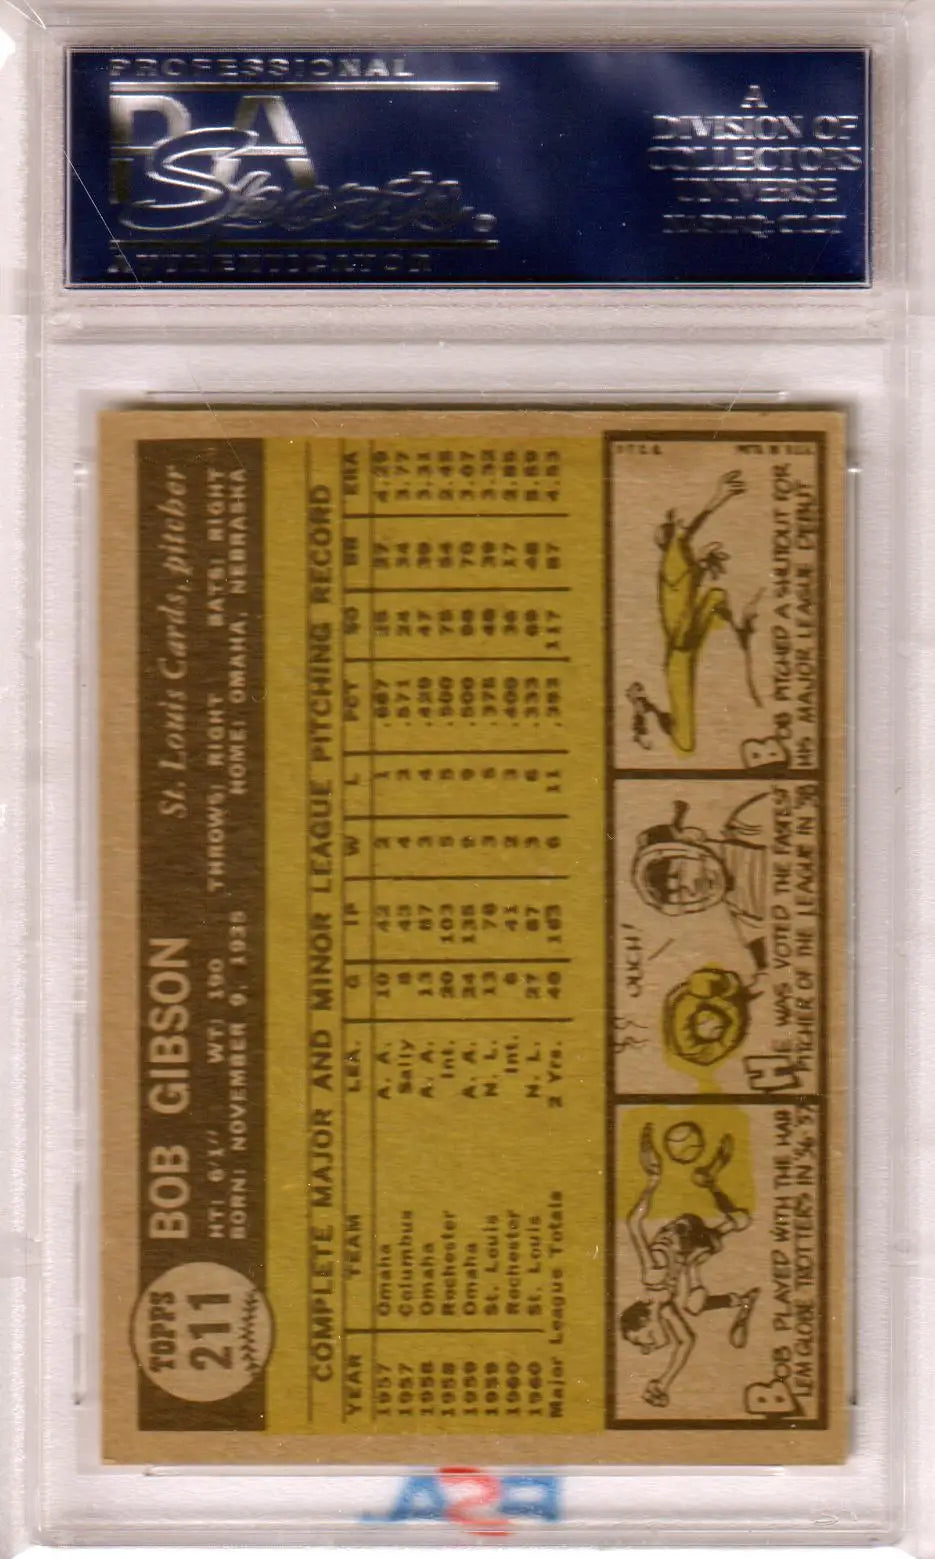 PROFESSIONAL
PSA
Sports.
AUTHENTICATOR
A
DIVISION OF
COLLECTORS
UNIVERSE
NASDAQ: CLCT
TOPPS
211
BOB GIBSON St. Louis Cards, pitcher
HT: 6/1" WT: 190 THROWS: RIGHT BATS: RIGHT
BORN: NOVEMBER 9, 1935 HOME: OMAHA, NEBRASKA
COMPLETE MAJOR AND MINOR LEAGUE PITCHING RECORD
YEAR TEAM LEA. G IP W L PCT SO BB ERA
1957 Omaha A. A. 10 42 2 1 .667 25 27 4.29
1957 Columbus Sally 8 43 4 3 .571 24 34 3.77
1958 Omaha A. A. 13 87 3 4 .429 47 39 3.31
1958 Rochester Int. 20 103 5 5 .500 75 54 2.45
1959 Omaha A. A. 24 135 9 9 .500 98 70 3.07
1959 St. Louis N. L. 13 76 3 5 .375 48 39 3.32
1960 Rochester Int. 6 41 2 3 .400 36 17 2.85
1960 St. Louis N. L. 27 87 3 6 .333 69 48 5.59
Major League Totals 2 Yrs. 40 163 6 11 .353 117 87 4.53
BOB PLAYED WITH THE HAR
LEM GLOBE TROTTERS IN '56-'57
OUCH!
HE WAS VOTED THE FASTEST
PITCHER OF THE LEAGUE IN '58
©T.C.G. PRTD. IN U.S.A.
BOB PITCHED A SHUTOUT FOR
HIS MAJOR LEAGUE DEBUT
PSA